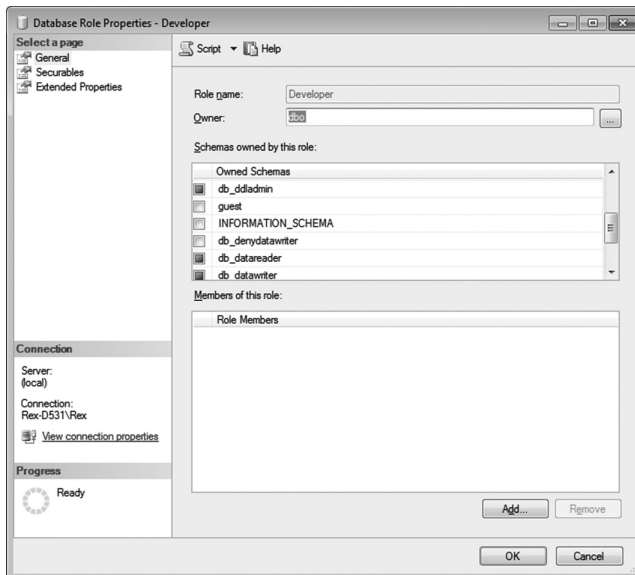 Database Role Properties - Developer
Select a page
General
Securables
Extended Properties
Script
Help
Role name:
Developer
Owner:
dbo
...
Schemas owned by this role:
Owned Schemas
db_ddladmin
guest
INFORMATION_SCHEMA
db_denydatawriter
db_datareader
db_datawriter
Members of this role:
Role Members
Connection
Server:
(local)
Connection:
Rex-D531\Rex
View connection properties
Progress
Ready
Add...
Remove
OK
Cancel